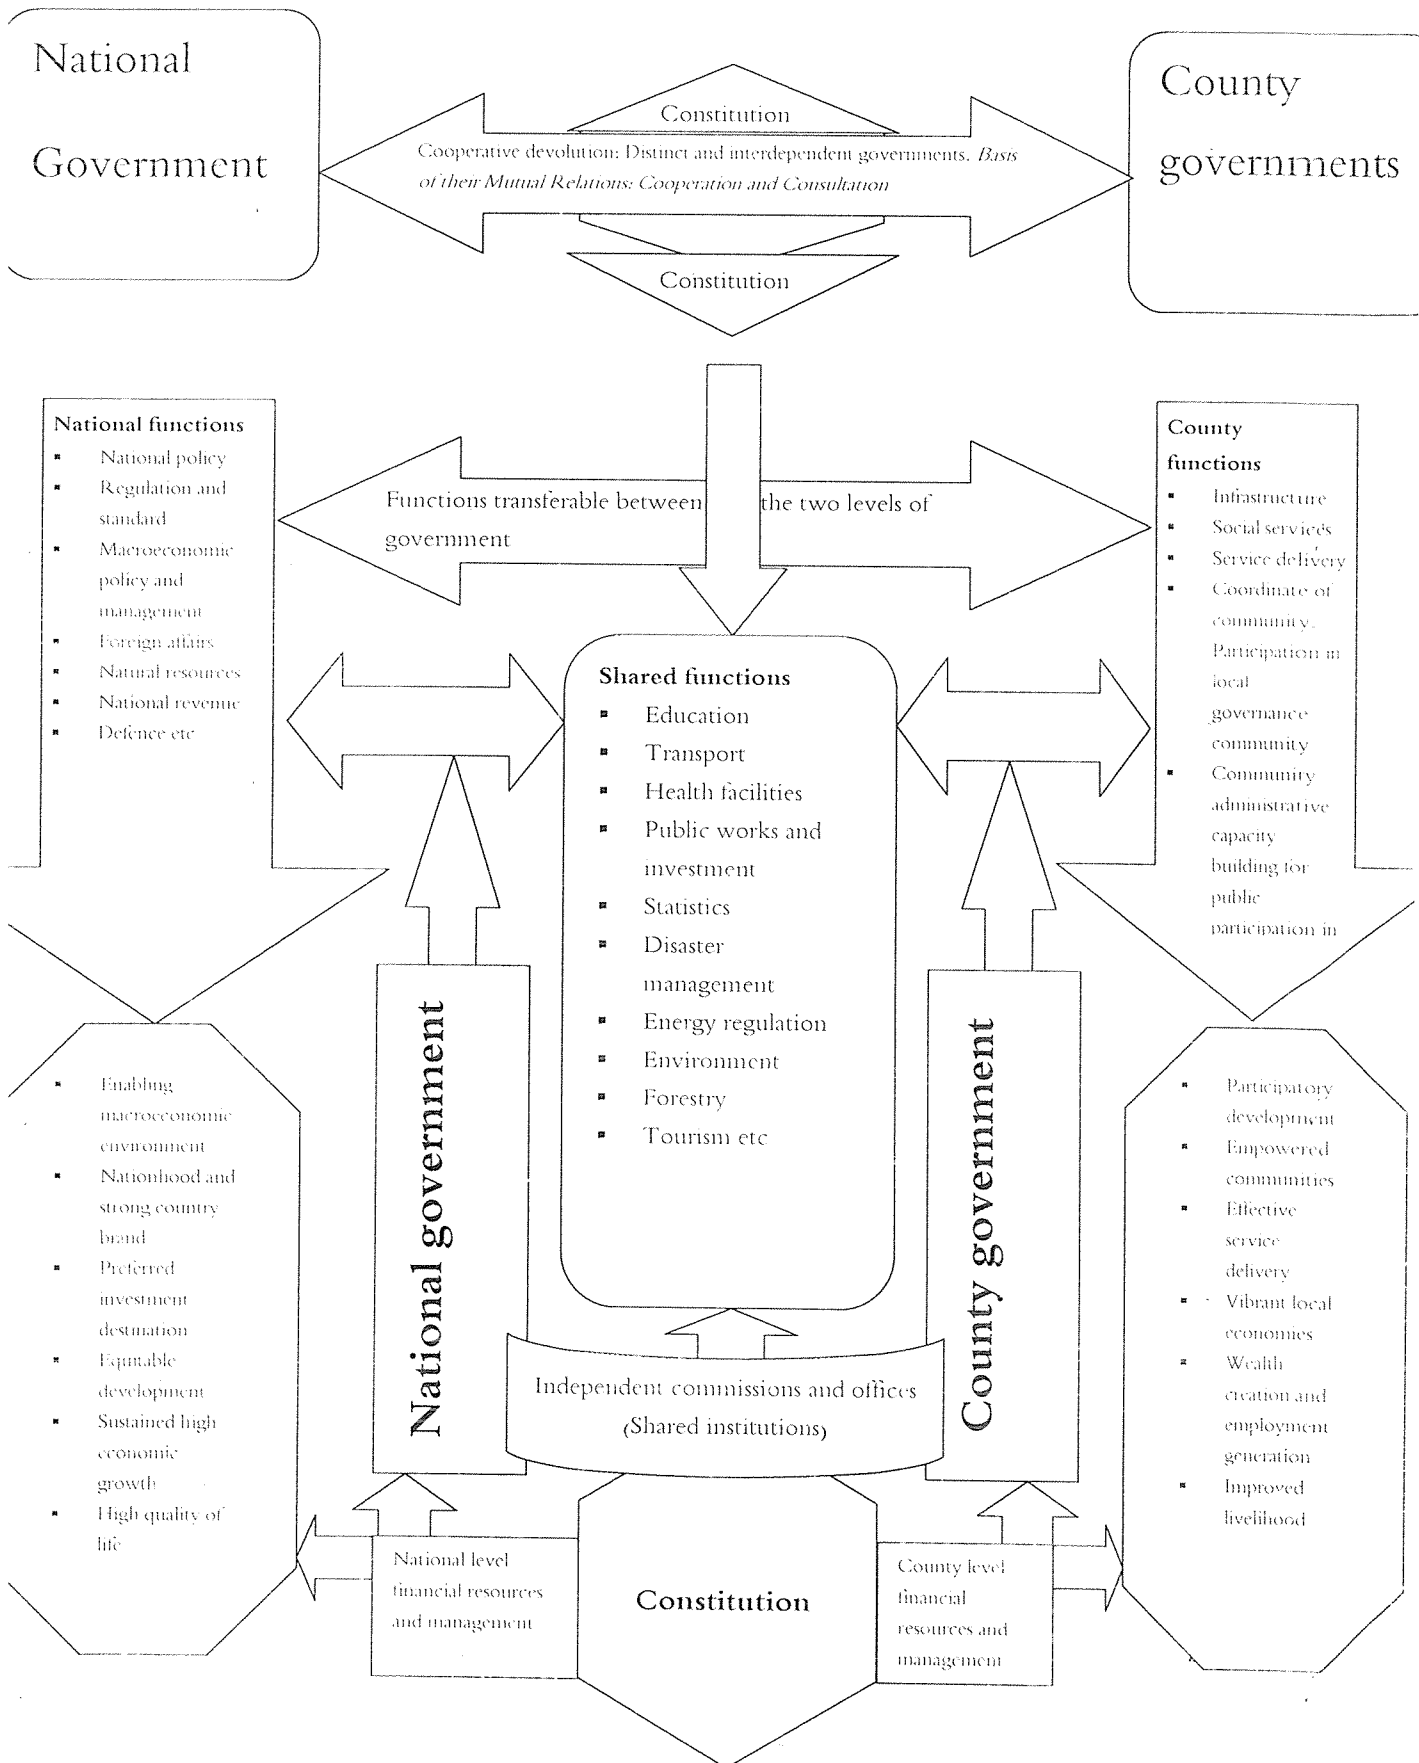 National
Government
County
governments
Constitution
Cooperative devolution: Distinct and interdependent governments. Basis
of their Mutual Relations: Cooperation and Consultation
Constitution
National functions
▪ National policy
▪ Regulation and
standard
▪ Macroeconomic
policy and
management
▪ Foreign affairs
▪ Natural resources
▪ National revenue
▪ Defence etc
Functions transferable between the two levels of
government
County
functions
▪ Infrastructure
▪ Social services
▪ Service delivery
▪ Coordinate of
community.
Participation in
local
governance
community
▪ Community
administrative
capacity
building for
public
participation in
Shared functions
▪ Education
▪ Transport
▪ Health facilities
▪ Public works and
investment
▪ Statistics
▪ Disaster
management
▪ Energy regulation
▪ Environment
▪ Forestry
▪ Tourism etc
National government
County government
▪ Enabling
macroeconomic
environment
▪ Nationhood and
strong country
brand
▪ Preferred
investment
destination
▪ Equitable
development
▪ Sustained high
economic
growth
▪ High quality of
life
▪ Participatory
development
▪ Empowered
communities
▪ Effective
service
delivery
▪ Vibrant local
economies
▪ Wealth
creation and
employment
generation
▪ Improved
livelihood
Independent commissions and offices
(Shared institutions)
National level
financial resources
and management
Constitution
County level
financial
resources and
management